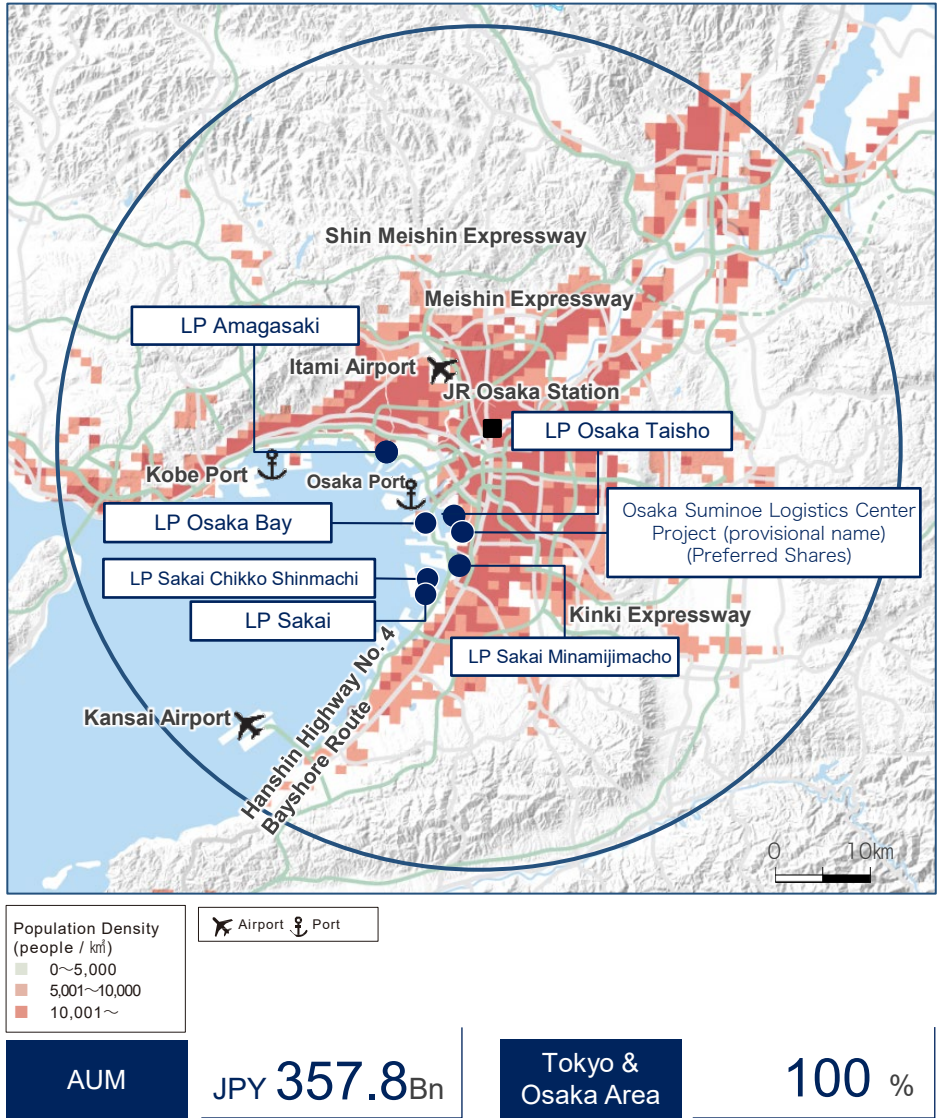 Shin Meishin Expressway
Meishin Expressway
LP Amagasaki
Itami Airport
JR Osaka Station
LP Osaka Taisho
Kobe Port
Osaka Port
LP Osaka Bay
Osaka Suminoe Logistics Center
Project (provisional name)
(Preferred Shares)
LP Sakai Chikko Shinmachi
LP Sakai
Kinki Expressway
LP Sakai Minamijimacho
Hanshin Highway No. 4
Bayshore Route
Kansai Airport
0 10km
Population Density
(people / ㎢)
0～5,000
5,001～10,000
10,001～
Airport Port
AUM
JPY 357.8Bn
Tokyo &
Osaka Area
100 %